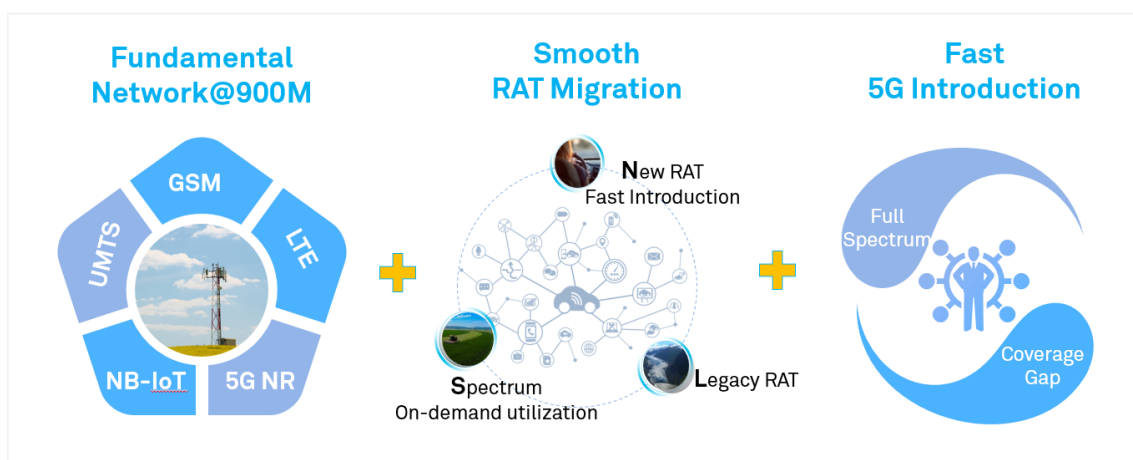 Fundamental
Network@900M
Smooth
RAT Migration
Fast
5G Introduction
GSM
UMTS
LTE
NB-IoT
5G NR
New RAT
Fast Introduction
Spectrum
On-demand utilization
Legacy RAT
Full
Spectrum
Coverage
Gap